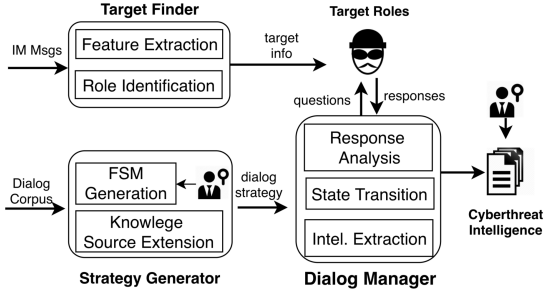 Target Finder
Target Roles
IM Msgs
Feature Extraction
Role Identification
target
info
questions
responses
Dialog
Corpus
FSM
Generation
Knowlege
Source Extension
dialog
strategy
Response
Analysis
State Transition
Intel. Extraction
Cyberthreat
Intelligence
Strategy Generator
Dialog Manager